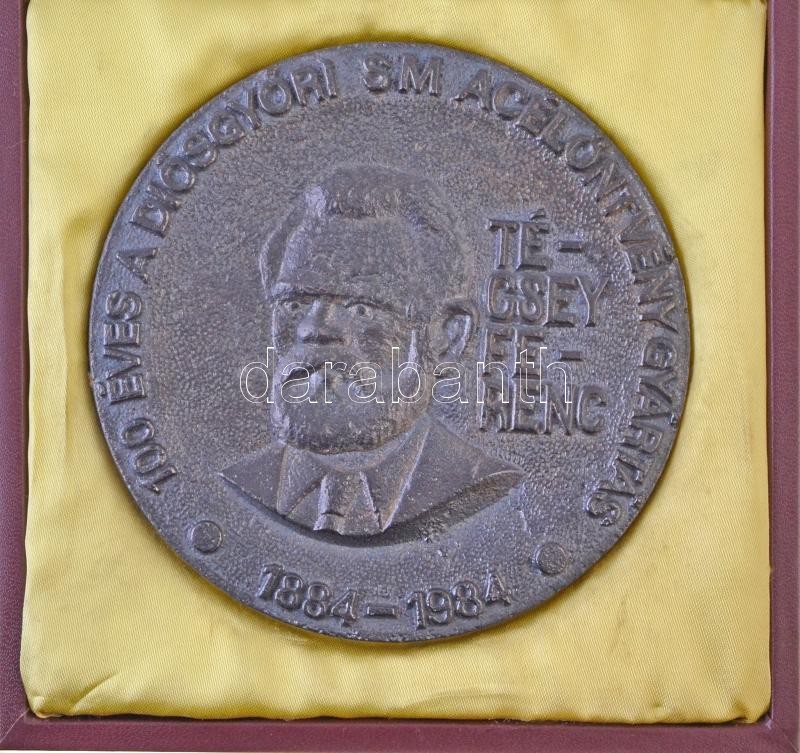 100 ÉVES A DIÓSGYŐRI SM ACÉLÖNTVÉNYGYÁRTÁS
TÉ-
CSEY
FE-
RENC
darabanth
1884-1984